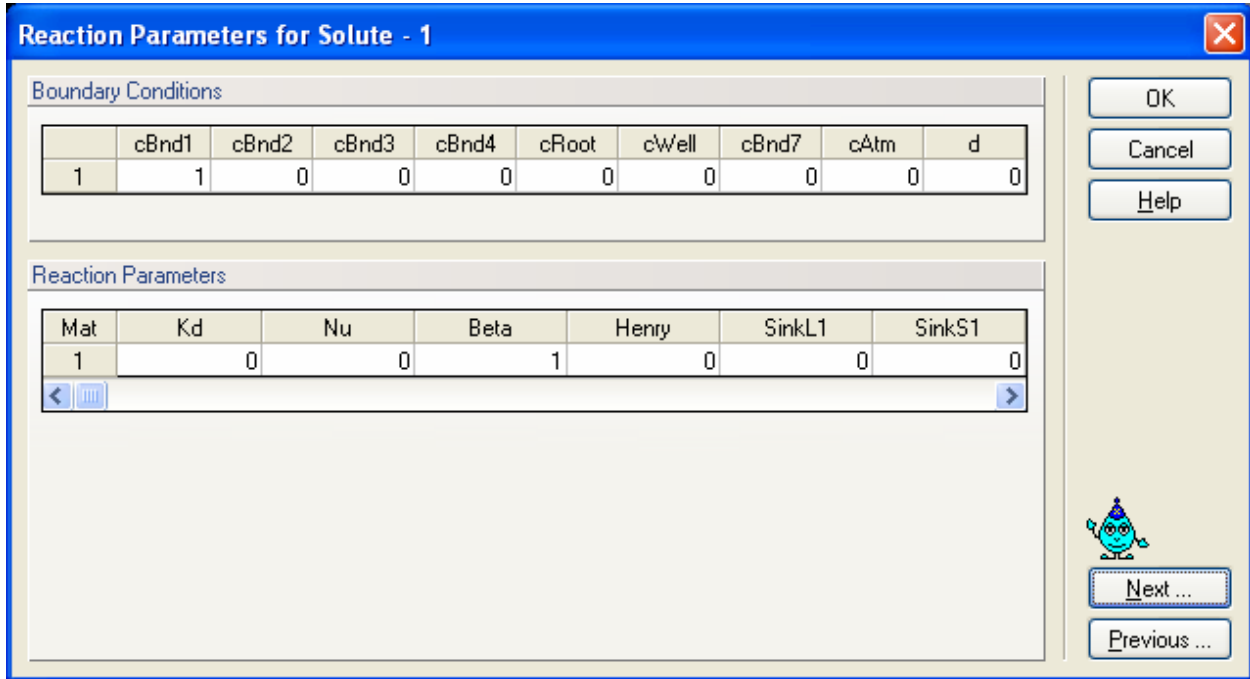 Reaction Parameters for Solute - 1
Boundary Conditions
cBnd1 cBnd2 cBnd3 cBnd4 cRoot cWell cBnd7 cAtm d
1 1 0 0 0 0 0 0 0 0
Reaction Parameters
Mat Kd Nu Beta Henry SinkL1 SinkS1
1 0 0 1 0 0 0
OK
Cancel
Help
Next ...
Previous ...